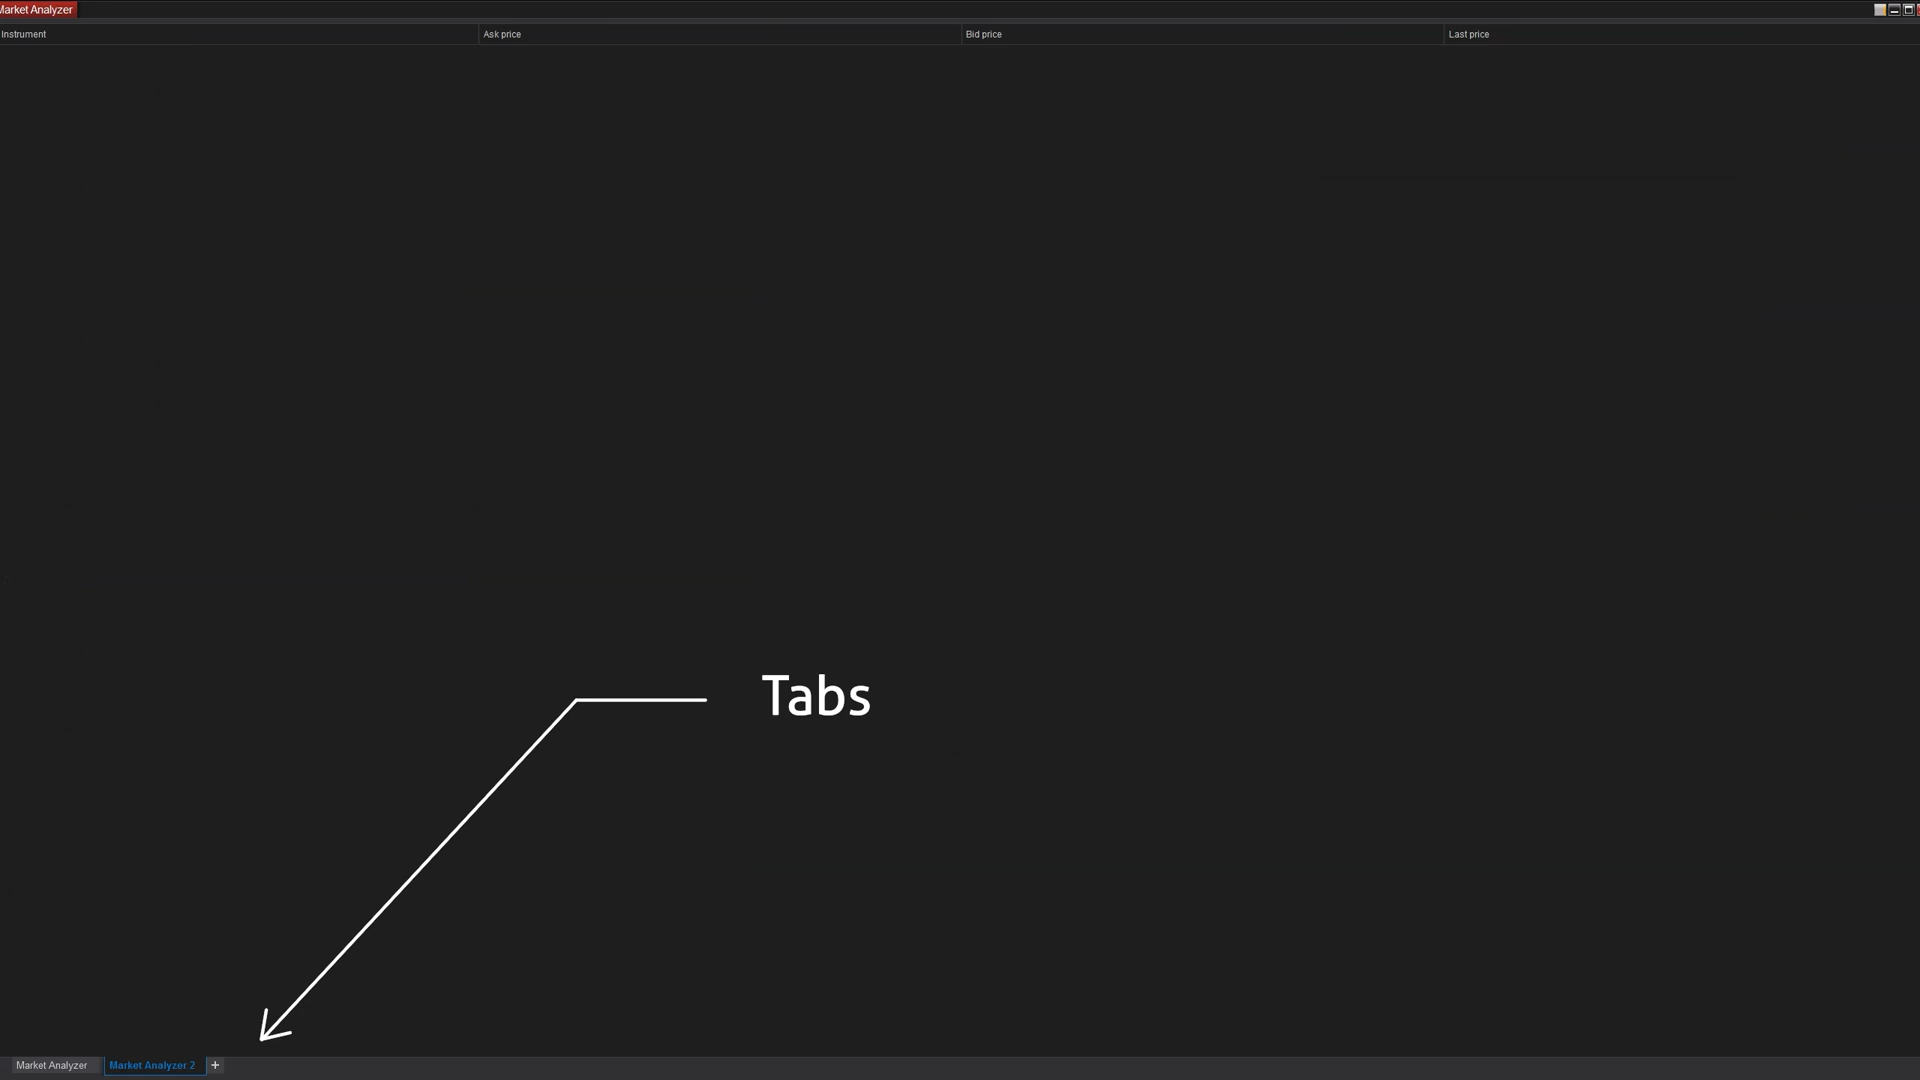 Market Analyzer
Instrument Ask price Bid price Last price
Tabs
Market Analyzer Market Analyzer 2 +